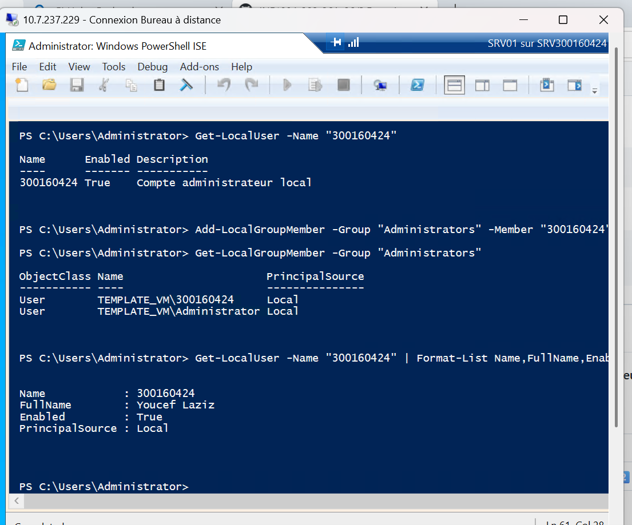 10.7.237.229 - Connexion Bureau à distance
Administrator: Windows PowerShell ISE
SRV01 sur SRV300160424
File Edit View Tools Debug Add-ons Help
PS C:\Users\Administrator> Get-LocalUser -Name "300160424"
Name Enabled Description
---- ------- -----------
300160424 True Compte administrateur local
PS C:\Users\Administrator> Add-LocalGroupMember -Group "Administrators" -Member "300160424"
PS C:\Users\Administrator> Get-LocalGroupMember -Group "Administrators"
ObjectClass Name PrincipalSource
----------- ---- ---------------
User TEMPLATE_VM\300160424 Local
User TEMPLATE_VM\Administrator Local
PS C:\Users\Administrator> Get-LocalUser -Name "300160424" | Format-List Name,FullName,Enab
Name : 300160424
FullName : Youcef Laziz
Enabled : True
PrincipalSource : Local
PS C:\Users\Administrator>